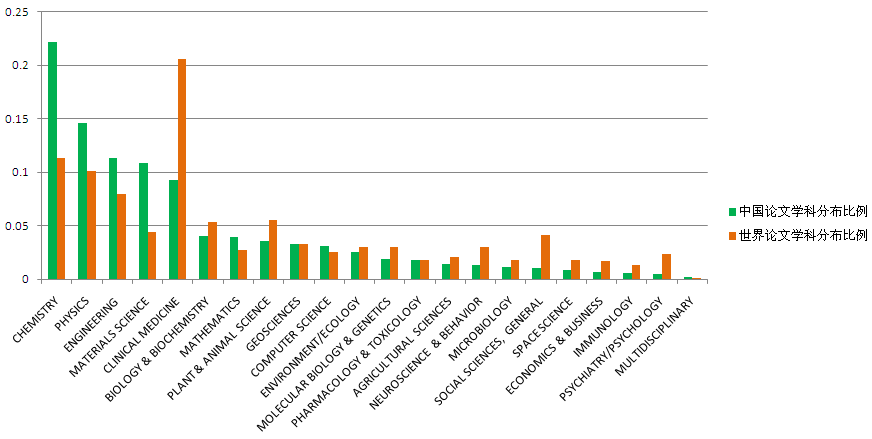 0.25
0.2
0.15
0.1
0.05
0
CHEMISTRY
PHYSICS
ENGINEERING
MATERIALS SCIENCE
CLINICAL MEDICINE
BIOLOGY & BIOCHEMISTRY
MATHEMATICS
PLANT & ANIMAL SCIENCE
GEOSCIENCES
COMPUTER SCIENCE
ENVIRONMENT/ECOLOGY
MOLECULAR BIOLOGY & GENETICS
PHARMACOLOGY & TOXICOLOGY
AGRICULTURAL SCIENCES
NEUROSCIENCE & BEHAVIOR
MICROBIOLOGY
SOCIAL SCIENCES, GENERAL
SPACE SCIENCE
ECONOMICS & BUSINESS
IMMUNOLOGY
PSYCHIATRY/PSYCHOLOGY
MULTIDISCIPLINARY
中国论文学科分布比例
世界论文学科分布比例